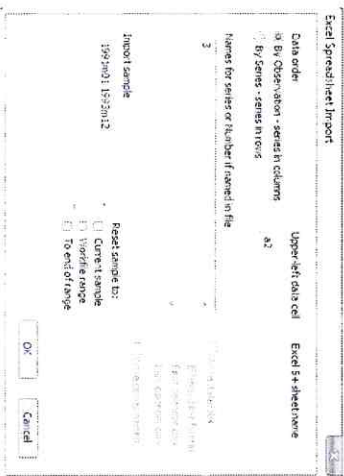 Excel Spreadsheet Import
Data order
By Observation - series in columns
By Series - series in rows
Upper-left data cell
a2
Excel 5+ sheet name
Names for series or Number if named in file
3
Import sample
1991m01 1993m12
Reset sample to:
Current sample
Workfile range
To end of range
OK
Cancel